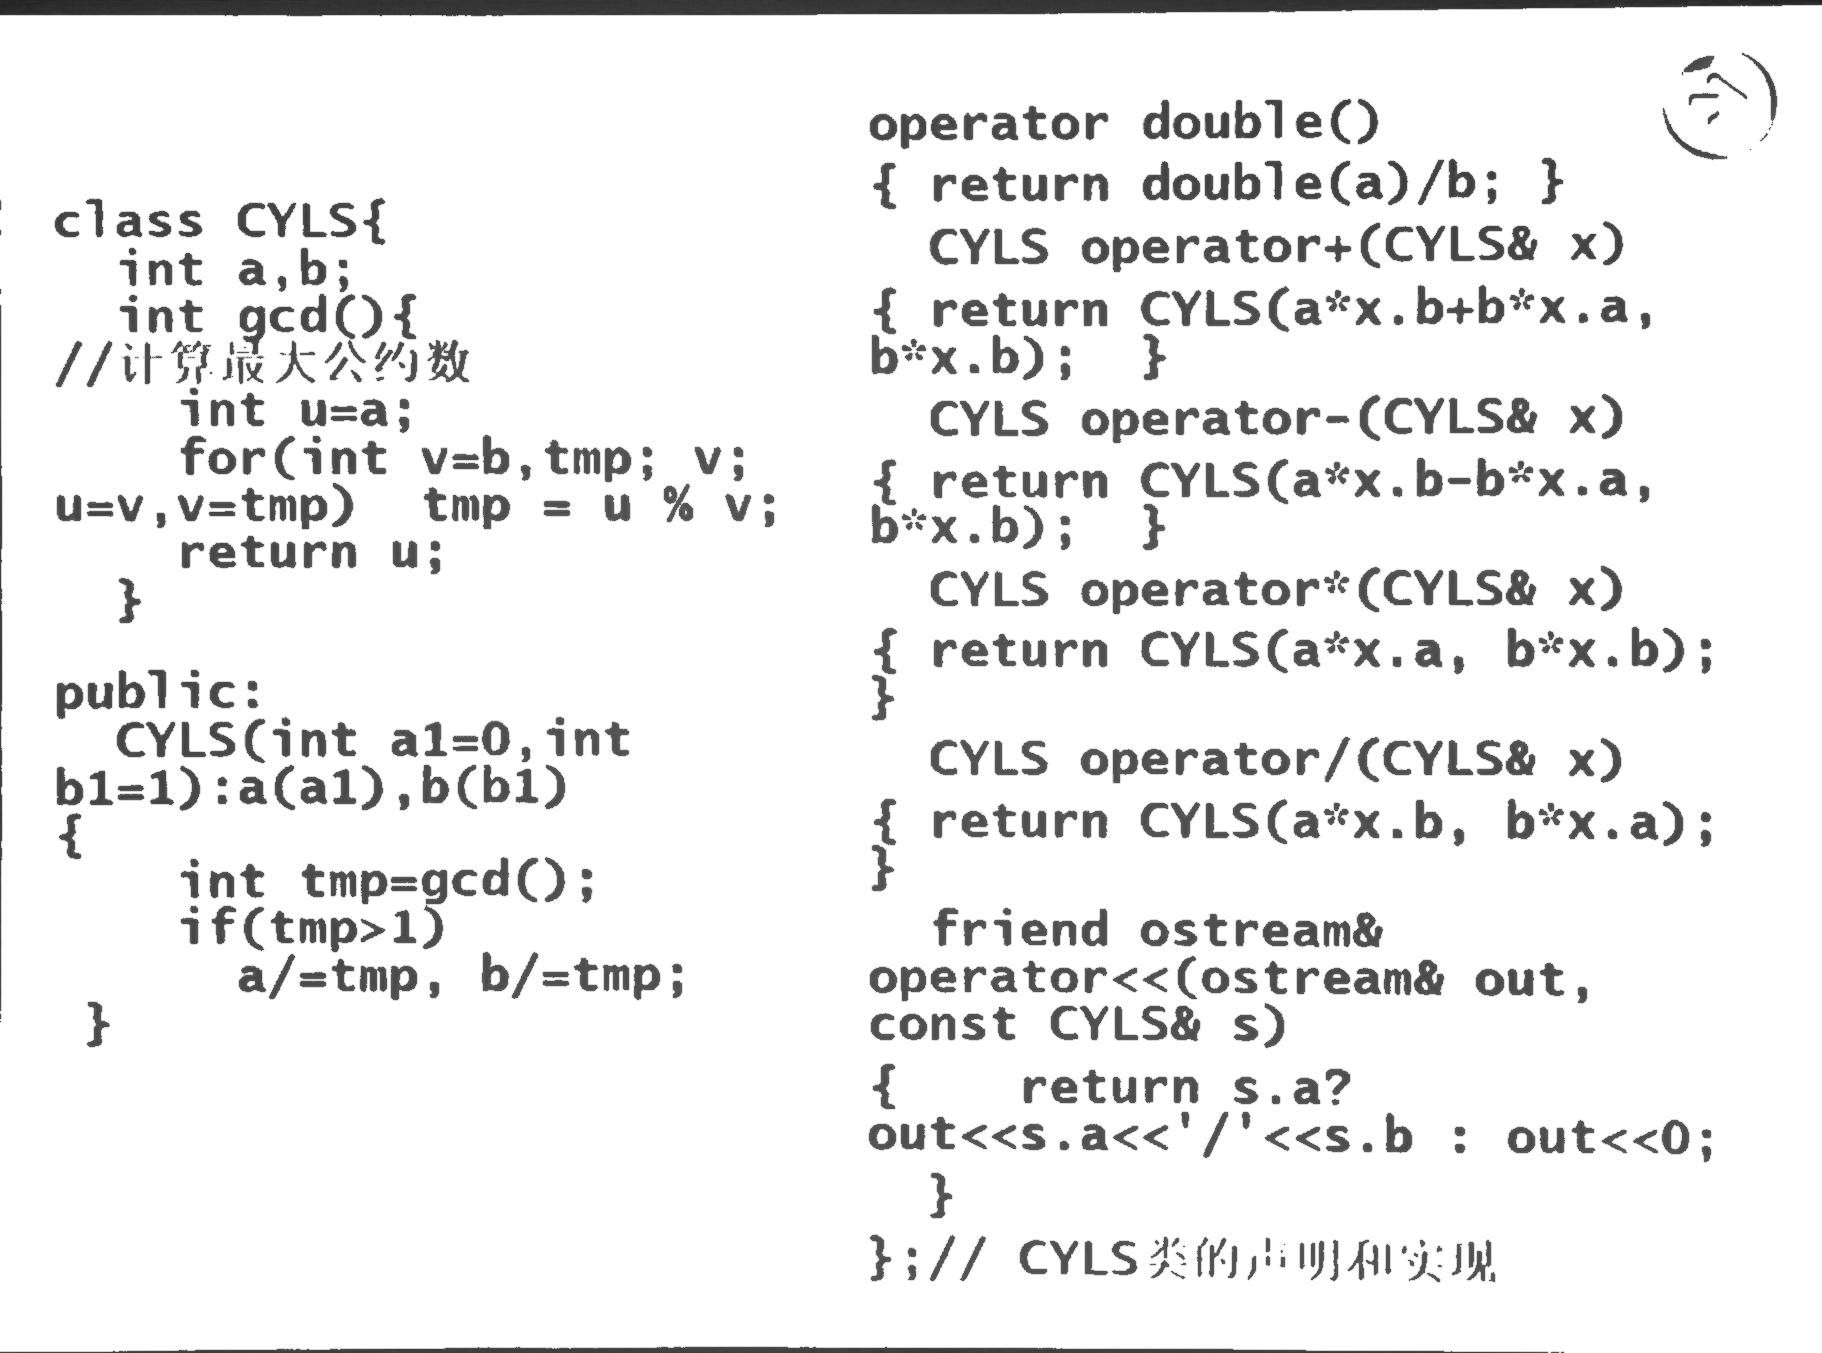 class CYLS{
int a,b;
int gcd(){
//计算最大公约数
int u=a;
for(int v=b,tmp; v;
u=v,v=tmp)  tmp = u % v;
return u;
}
public:
CYLS(int a1=0,int
b1=1):a(a1),b(b1)
{
int tmp=gcd();
if(tmp>1)
a/=tmp, b/=tmp;
}
operator double()
{ return double(a)/b; }
CYLS operator+(CYLS& x)
{ return CYLS(a*x.b+b*x.a,
b*x.b);  }
CYLS operator-(CYLS& x)
{ return CYLS(a*x.b-b*x.a,
b*x.b);  }
CYLS operator*(CYLS& x)
{ return CYLS(a*x.a, b*x.b);
}
CYLS operator/(CYLS& x)
{ return CYLS(a*x.b, b*x.a);
}
friend ostream&
operator<<(ostream& out,
const CYLS& s)
{    return s.a?
out<<s.a<<'/'<<s.b : out<<0;
}
};// CYLS类的声明和实现